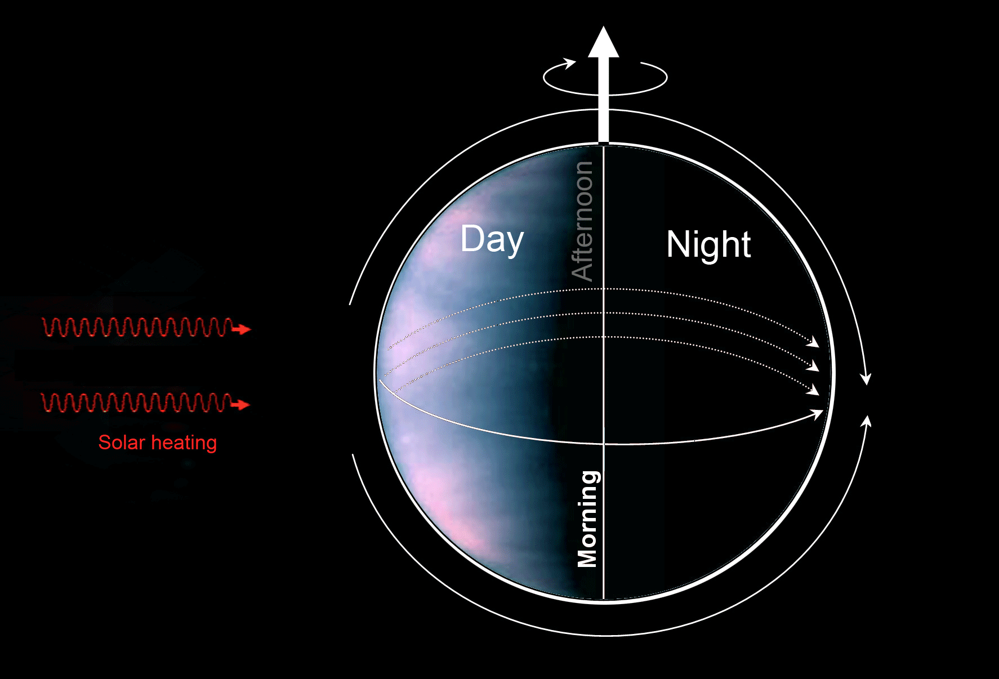 Afternoon
Day
Night
Solar heating
Morning